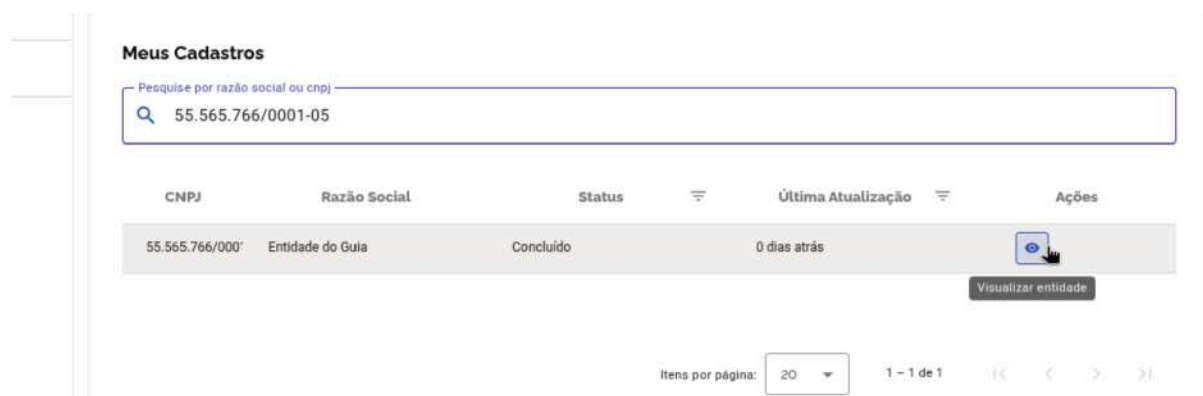 Meus Cadastros
Pesquise por razão social ou cnpj
55.565.766/0001-05
CNPJ Razão Social Status Última Atualização Ações
55.565.766/000 Entidade do Guia Concluído 0 dias atrás
Visualizar entidade
Itens por página: 20 1 – 1 de 1